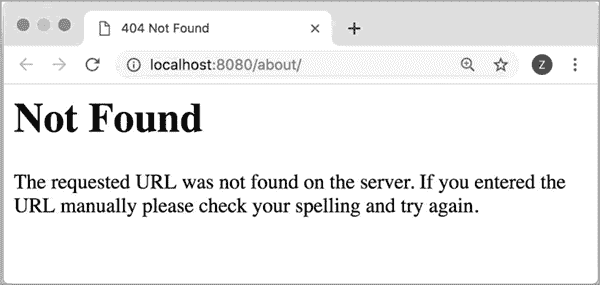 404 Not Found
localhost:8080/about/
Z
Not Found
The requested URL was not found on the server. If you entered the
URL manually please check your spelling and try again.